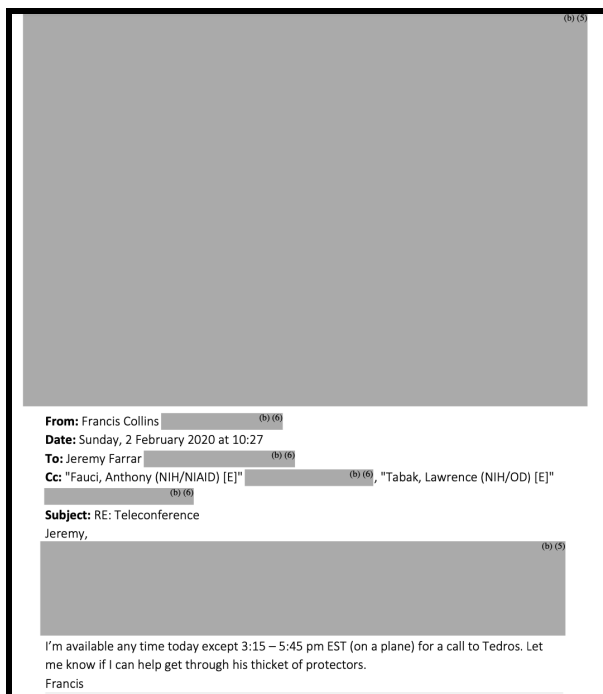 (b) (5)
From: Francis Collins (b) (6)
Date: Sunday, 2 February 2020 at 10:27
To: Jeremy Farrar (b) (6)
Cc: "Fauci, Anthony (NIH/NIAID) [E]" (b) (6), "Tabak, Lawrence (NIH/OD) [E]"
(b) (6)
Subject: RE: Teleconference
Jeremy,
(b) (5)
I'm available any time today except 3:15 – 5:45 pm EST (on a plane) for a call to Tedros. Let
me know if I can help get through his thicket of protectors.
Francis